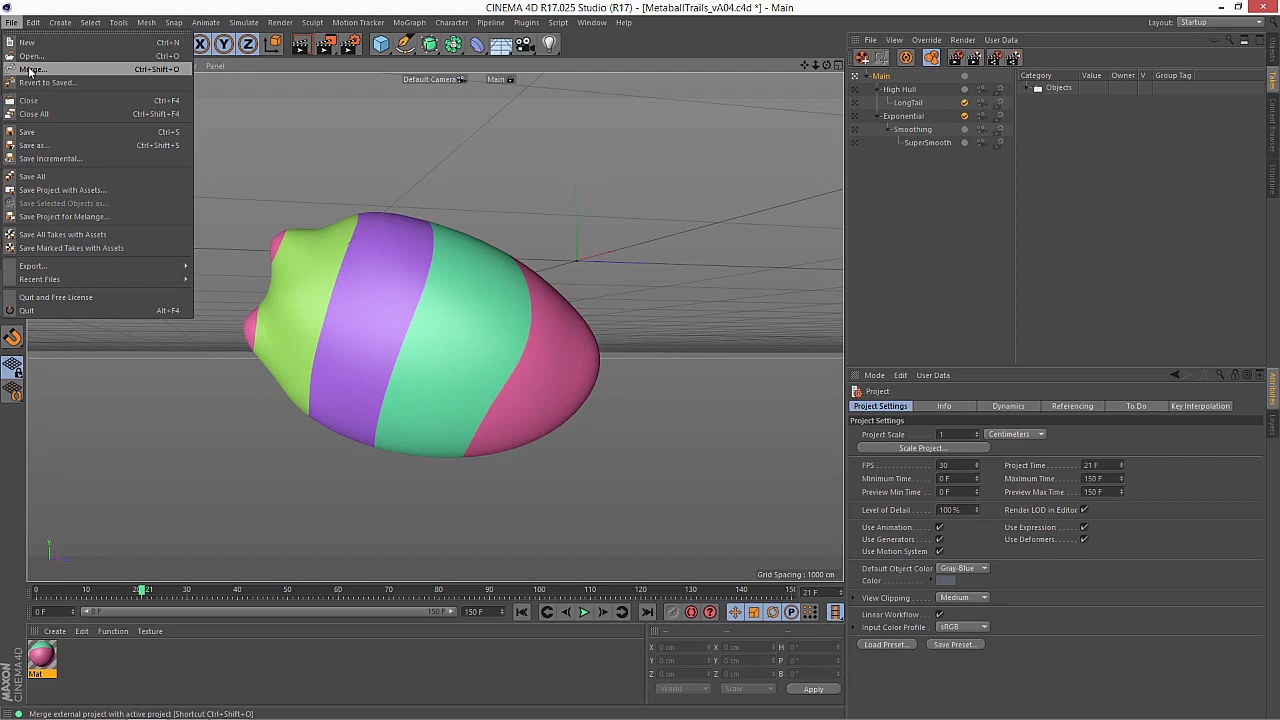 CINEMA 4D R17.025 Studio (R17) - [MetaballTrails_vA04.c4d *] - Main
File Edit Create Select Tools Mesh Snap Animate Simulate Render Sculpt Motion Tracker MoGraph Character Pipeline Plugins Script Window Help Layout: Startup
New Ctrl+N
Open... Ctrl+O
Merge... Ctrl+Shift+O
Revert to Saved...
Close Ctrl+F4
Close All Ctrl+Shift+F4
Save Ctrl+S
Save as... Ctrl+Shift+S
Save Incremental...
Save All
Save Project with Assets...
Save Selected Objects as...
Save Project for Melange...
Save All Takes with Assets
Save Marked Takes with Assets
Export...
Recent Files
Quit and Free License
Quit Alt+F4
X Y Z
Panel
Default Camera Main
Y
Grid Spacing : 1000 cm
0 10 20 21 30 40 50 60 70 80 90 100 110 120 130 140 15 21 F
0 F 0 F 150 F 150 F
P
Create Edit Function Texture
Mat
MAXON CINEMA 4D
-- -- --
X 0 cm X 0 cm H 0 °
Y 0 cm Y 0 cm P 0 °
Z 0 cm Z 0 cm B 0 °
World Scale Apply
Merge external project with active project [Shortcut Ctrl+Shift+O]
File View Override Render User Data
Main
High Hull
LongTail
Exponential
Smoothing
SuperSmooth
Category Value Owner V Group Tag
Objects
Objects
Takes
Content Browser
Structure
Mode Edit User Data
Project
Project Settings Info Dynamics Referencing To Do Key Interpolation
Project Settings
Project Scale 1 Centimeters
Scale Project...
FPS 30 Project Time 21 F
Minimum Time 0 F Maximum Time 150 F
Preview Min Time 0 F Preview Max Time 150 F
Level of Detail 100 % Render LOD in Editor
Use Animation Use Expression
Use Generators Use Deformers
Use Motion System
Default Object Color Gray-Blue
Color
View Clipping Medium
Linear Workflow
Input Color Profile sRGB
Load Preset... Save Preset...
Attributes
Layers